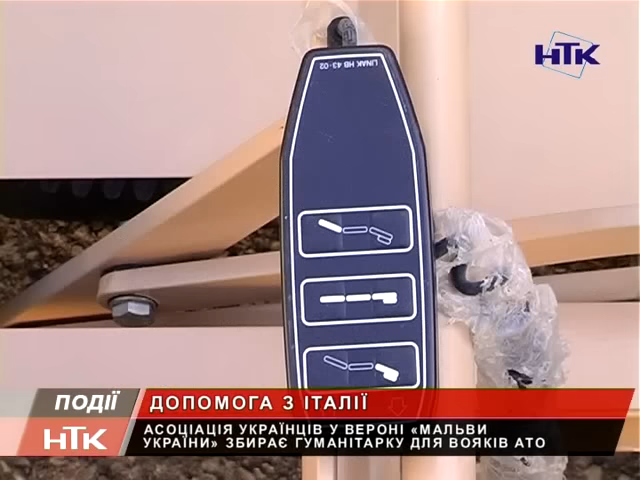 НТК
LINAK HB 43-02
ПОДІЇ
ДОПОМОГА З ІТАЛІЇ
НТК
АСОЦІАЦІЯ УКРАЇНЦІВ У ВЕРОНІ «МАЛЬВИ
УКРАЇНИ» ЗБИРАЄ ГУМАНІТАРКУ ДЛЯ ВОЯКІВ АТО